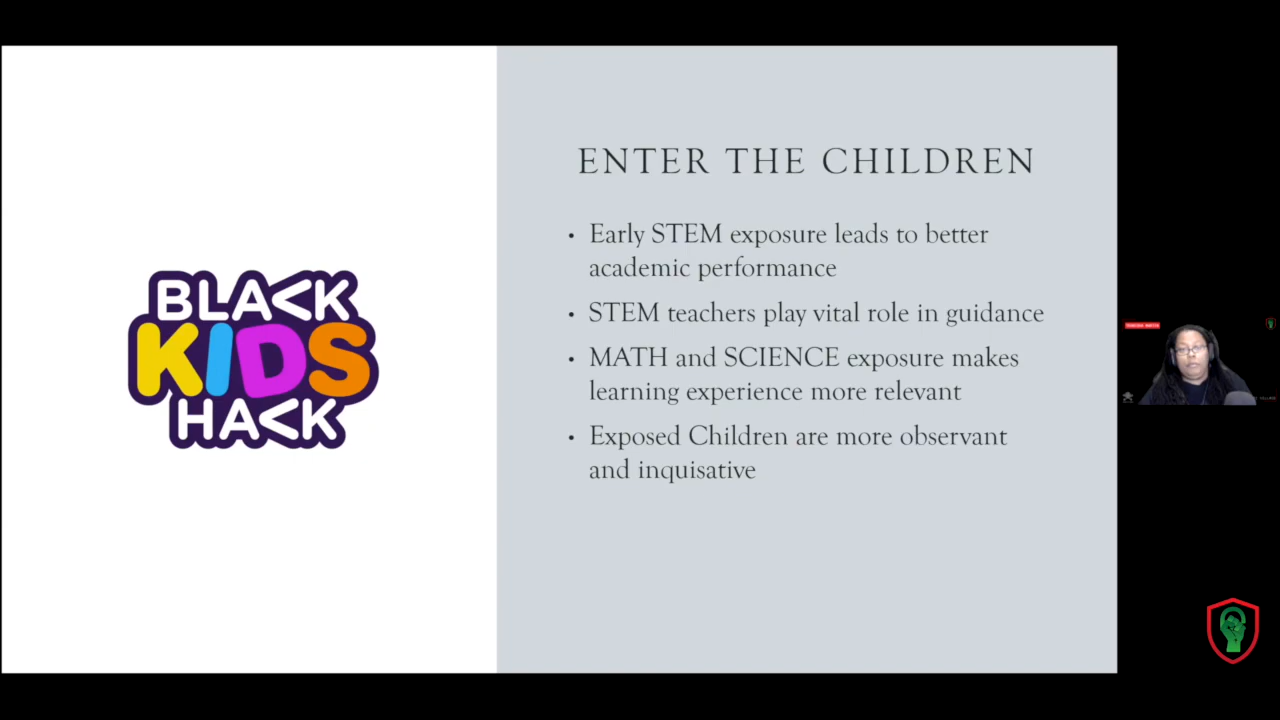 ENTER THE CHILDREN
• Early STEM exposure leads to better
academic performance
• STEM teachers play vital role in guidance
• MATH and SCIENCE exposure makes
learning experience more relevant
• Exposed Children are more observant
and inquisative
BLACK
KIDS
HACK